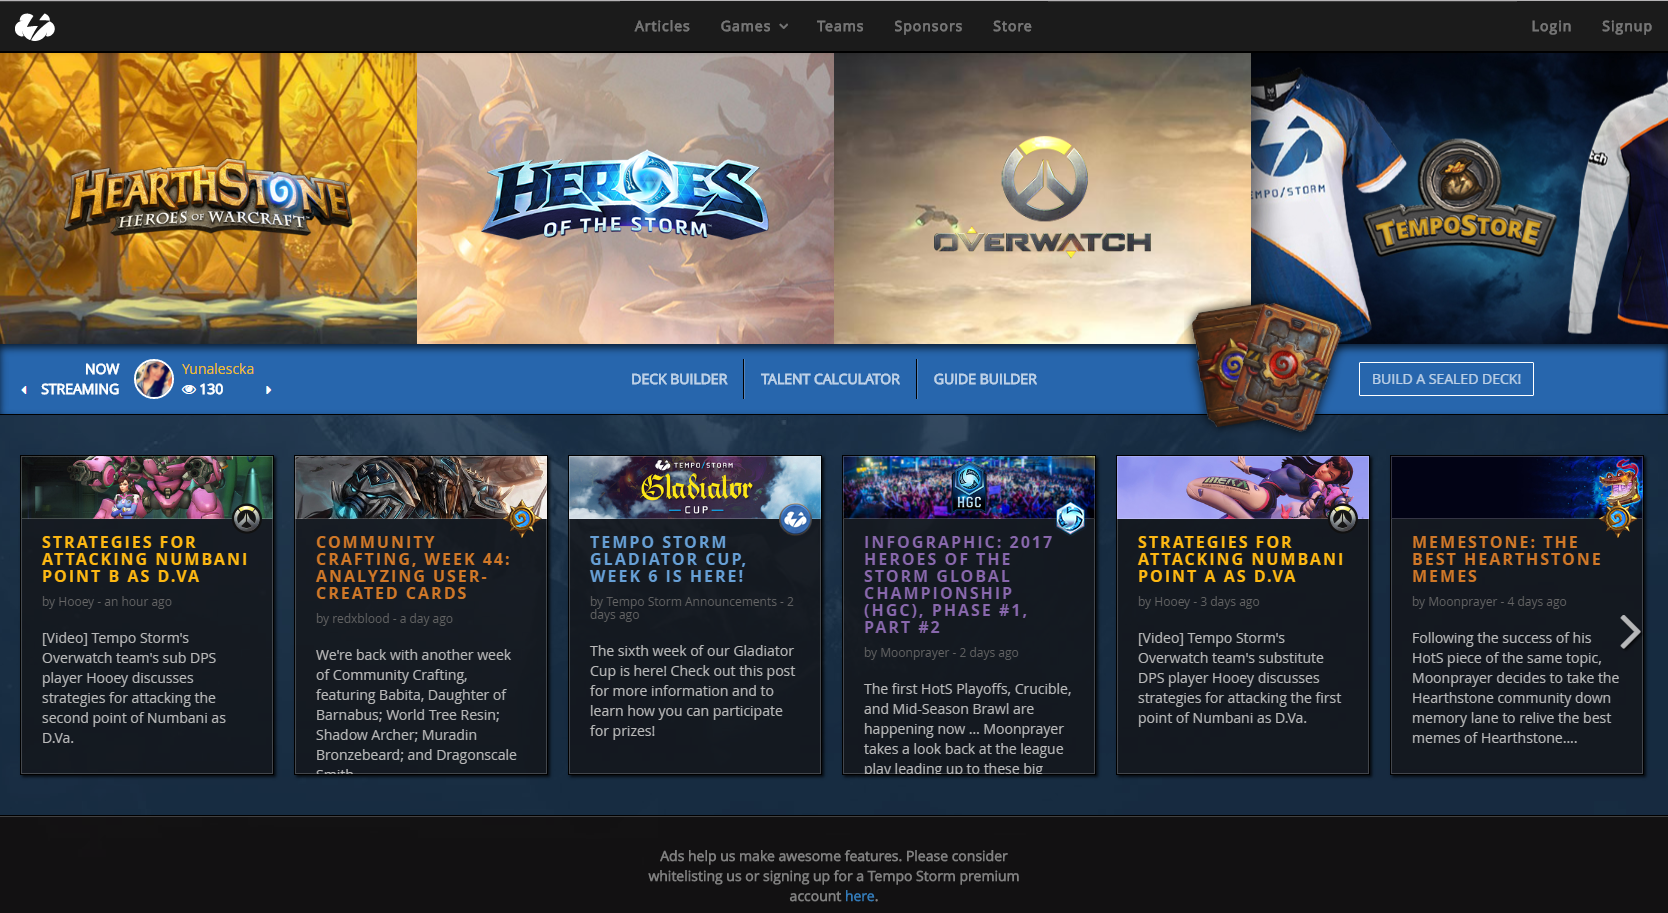 Articles
Games
Teams
Sponsors
Store
Login
Signup
HEARTHSTONE
HEROES OF WARCRAFT
HEROES
OF THE STORM
OVERWATCH
TEMPO/STORM
TEMPOSTORE
NOW
STREAMING
Yunalescka
130
DECK BUILDER
TALENT CALCULATOR
GUIDE BUILDER
BUILD A SEALED DECK!
STRATEGIES FOR
ATTACKING NUMBANI
POINT B AS D.VA
by Hooey - an hour ago
[Video] Tempo Storm's
Overwatch team's sub DPS
player Hooey discusses
strategies for attacking the
second point of Numbani as
D.Va.
COMMUNITY
CRAFTING, WEEK 44:
ANALYZING USER-
CREATED CARDS
by redxblood - a day ago
We're back with another week
of Community Crafting,
featuring Babita, Daughter of
Barnabus; World Tree Resin;
Shadow Archer; Muradin
Bronzebeard; and Dragonscale
Smith
TEMPO/STORM
Gladiator
CUP
TEMPO STORM
GLADIATOR CUP,
WEEK 6 IS HERE!
by Tempo Storm Announcements - 2
days ago
The sixth week of our Gladiator
Cup is here! Check out this post
for more information and to
learn how you can participate
for prizes!
HGC
INFOGRAPHIC: 2017
HEROES OF THE
STORM GLOBAL
CHAMPIONSHIP
(HGC), PHASE #1,
PART #2
by Moonprayer - 2 days ago
The first HotS Playoffs, Crucible,
and Mid-Season Brawl are
happening now ... Moonprayer
takes a look back at the league
play leading up to these big
STRATEGIES FOR
ATTACKING NUMBANI
POINT A AS D.VA
by Hooey - 3 days ago
[Video] Tempo Storm's
Overwatch team's substitute
DPS player Hooey discusses
strategies for attacking the first
point of Numbani as D.Va.
MEMESTONE: THE
BEST HEARTHSTONE
MEMES
by Moonprayer - 4 days ago
Following the success of his
HotS piece of the same topic,
Moonprayer decides to take the
Hearthstone community down
memory lane to relive the best
memes of Hearthstone....
Ads help us make awesome features. Please consider
whitelisting us or signing up for a Tempo Storm premium
account here.